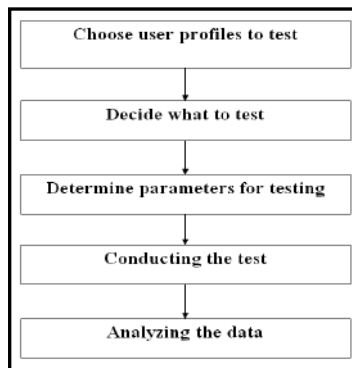 Choose user profiles to test
Decide what to test
Determine parameters for testing
Conducting the test
Analyzing the data